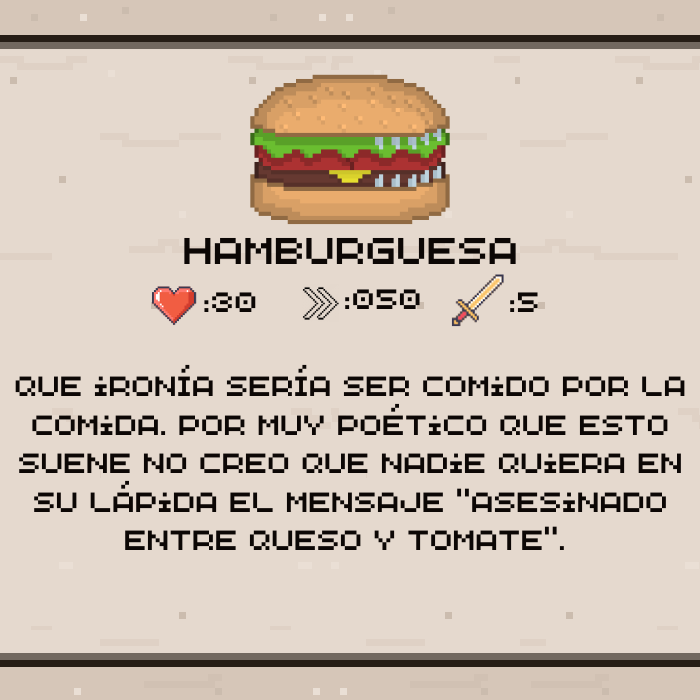 HAMBURGUESA
:30 :050 :5
QUE iRONÍA SERÍA SER COMiDO POR LA
COMiDA. POR MUY POÉTiCO QUE ESTO
SUENE NO CREO QUE NADiE QUiERA EN
SU LÁPiDA EL MENSAJE "ASESiNADO
ENTRE QUESO Y TOMATE".